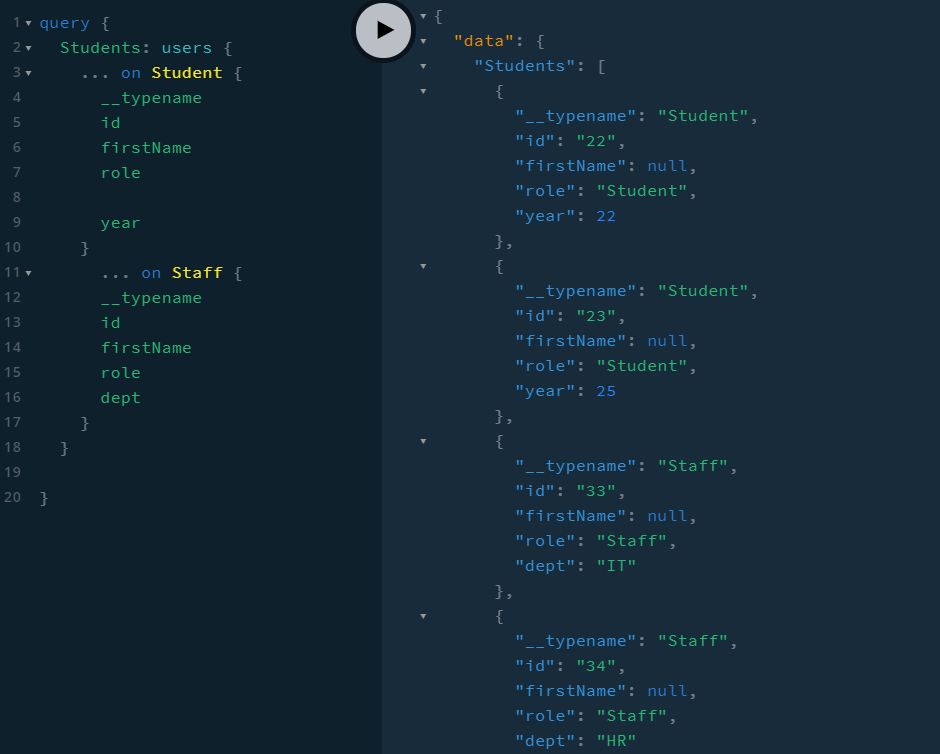 1 query {
2 Students: users {
3 ... on Student {
4 __typename
5 id
6 firstName
7 role
8
9 year
10 }
11 ... on Staff {
12 __typename
13 id
14 firstName
15 role
16 dept
17 }
18 }
19
20 }
{
"data": {
"Students": [
{
"__typename": "Student",
"id": "22",
"firstName": null,
"role": "Student",
"year": 22
},
{
"__typename": "Student",
"id": "23",
"firstName": null,
"role": "Student",
"year": 25
},
{
"__typename": "Staff",
"id": "33",
"firstName": null,
"role": "Staff",
"dept": "IT"
},
{
"__typename": "Staff",
"id": "34",
"firstName": null,
"role": "Staff",
"dept": "HR"